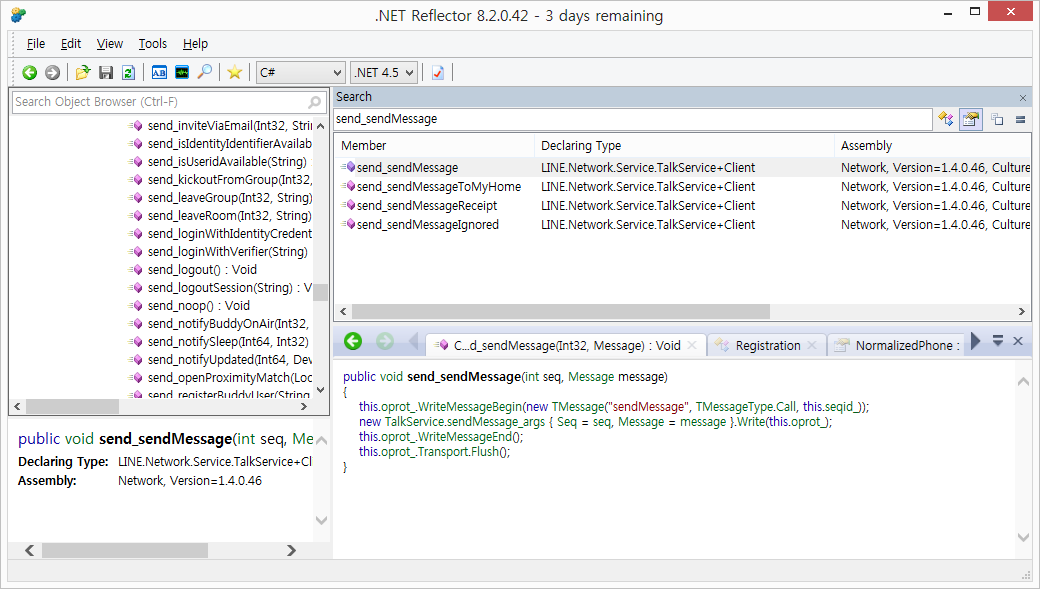 .NET Reflector 8.2.0.42 - 3 days remaining
File Edit View Tools Help
C# .NET 4.5
Search Object Browser (Ctrl-F)
send_inviteViaEmail(Int32, Strin
send_isIdentityIdentifierAvailab
send_isUseridAvailable(String) :
send_kickoutFromGroup(Int32,
send_leaveGroup(Int32, String)
send_leaveRoom(Int32, String)
send_loginWithIdentityCredent
send_loginWithVerifier(String)
send_logout() : Void
send_logoutSession(String) : V
send_noop() : Void
send_notifyBuddyOnAir(Int32,
send_notifySleep(Int64, Int32)
send_notifyUpdated(Int64, Dev
send_openProximityMatch(Loc
send_registerBuddyUser(String
public void send_sendMessage(int seq, Me
Declaring Type: LINE.Network.Service.TalkService+Cl
Assembly: Network, Version=1.4.0.46
Search
send_sendMessage
Member Declaring Type Assembly
send_sendMessage LINE.Network.Service.TalkService+Client Network, Version=1.4.0.46, Culture
send_sendMessageToMyHome LINE.Network.Service.TalkService+Client Network, Version=1.4.0.46, Culture
send_sendMessageReceipt LINE.Network.Service.TalkService+Client Network, Version=1.4.0.46, Culture
send_sendMessageIgnored LINE.Network.Service.TalkService+Client Network, Version=1.4.0.46, Culture
C...d_sendMessage(Int32, Message) : Void Registration NormalizedPhone :
public void send_sendMessage(int seq, Message message)
{
this.oprot_.WriteMessageBegin(new TMessage("sendMessage", TMessageType.Call, this.seqid_));
new TalkService.sendMessage_args { Seq = seq, Message = message }.Write(this.oprot_);
this.oprot_.WriteMessageEnd();
this.oprot_.Transport.Flush();
}